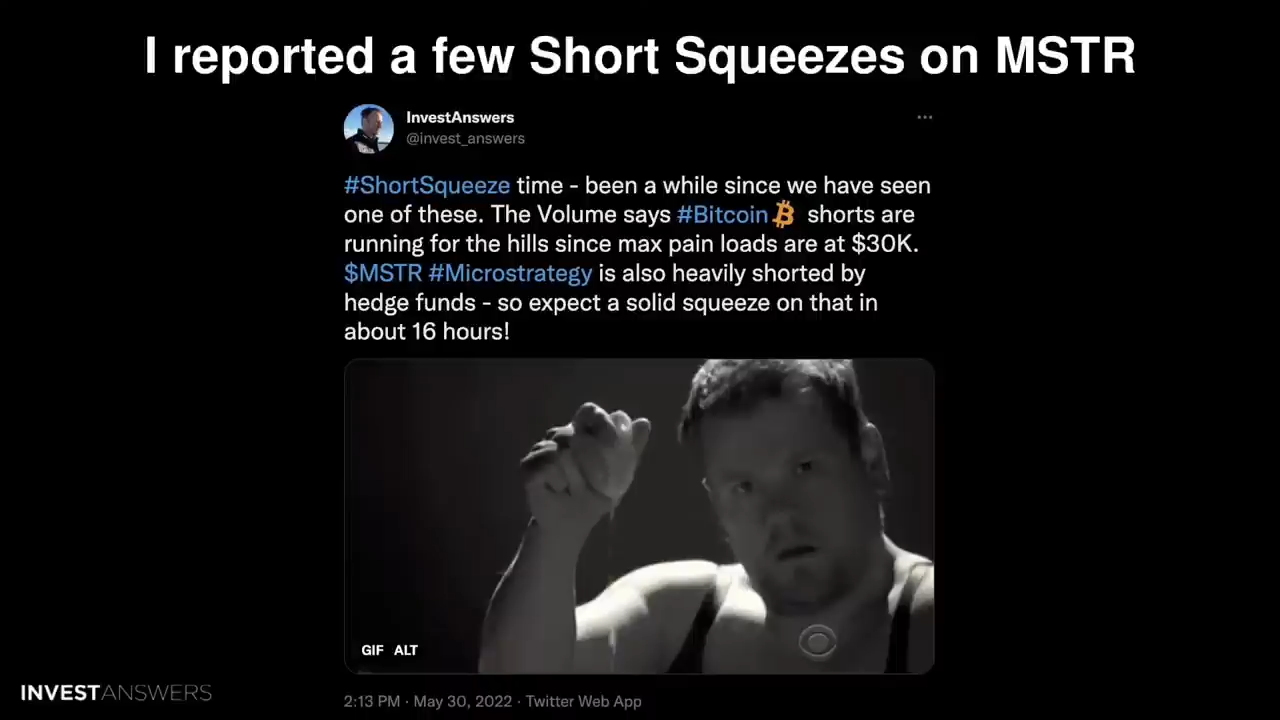 I reported a few Short Squeezes on MSTR
InvestAnswers
@invest_answers
#ShortSqueeze time - been a while since we have seen
one of these. The Volume says #Bitcoin₿ shorts are
running for the hills since max pain loads are at $30K.
$MSTR #Microstrategy is also heavily shorted by
hedge funds - so expect a solid squeeze on that in
about 16 hours!
GIF ALT
INVESTANSWERS
2:13 PM · May 30, 2022 · Twitter Web App